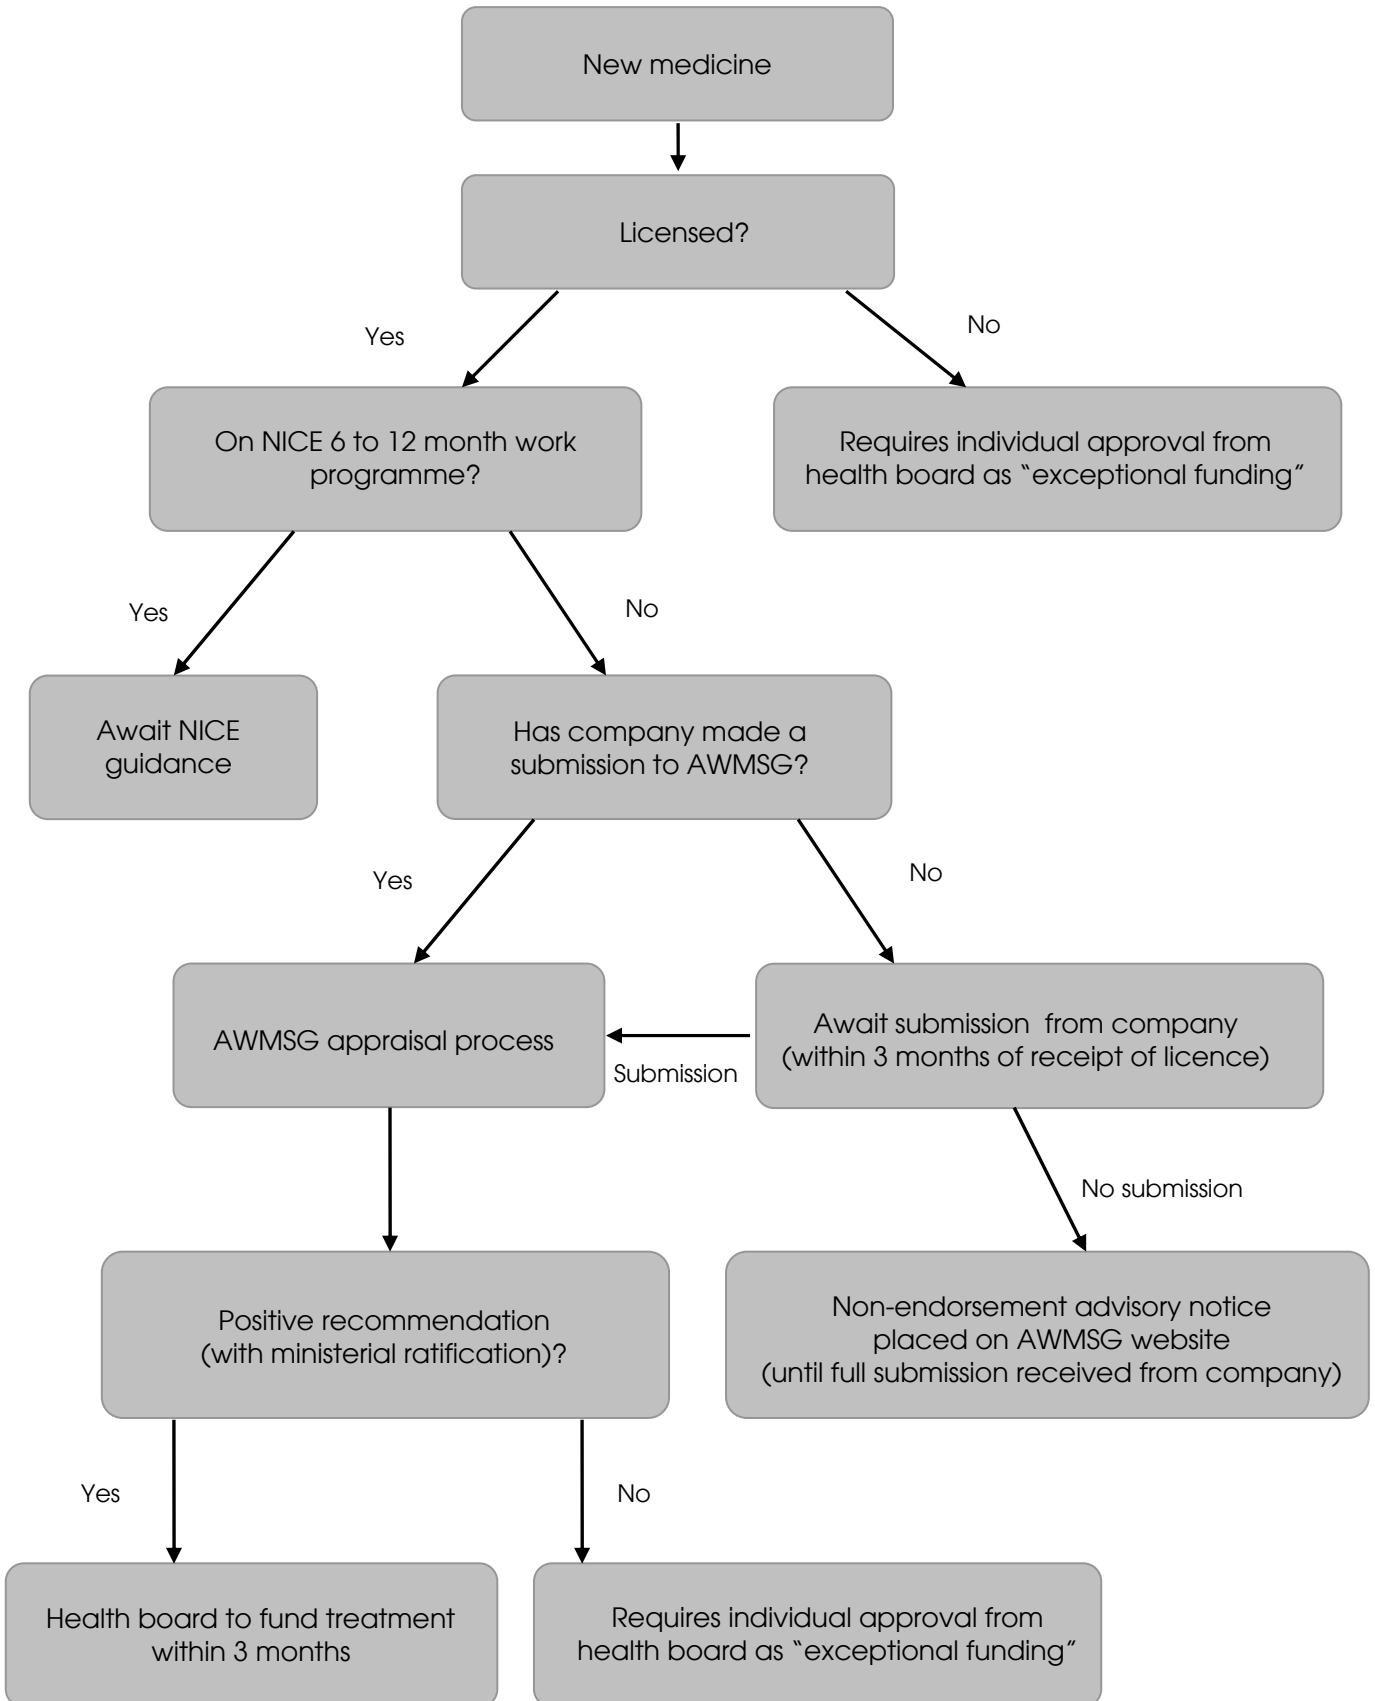 New medicine
Licensed?
Yes
No
On NICE 6 to 12 month work
programme?
Requires individual approval from
health board as “exceptional funding”
Yes
No
Await NICE
guidance
Has company made a
submission to AWMSG?
Yes
No
AWMSG appraisal process
Submission
Await submission from company
(within 3 months of receipt of licence)
No submission
Positive recommendation
(with ministerial ratification)?
Non-endorsement advisory notice
placed on AWMSG website
(until full submission received from company)
Yes
No
Health board to fund treatment
within 3 months
Requires individual approval from
health board as “exceptional funding”